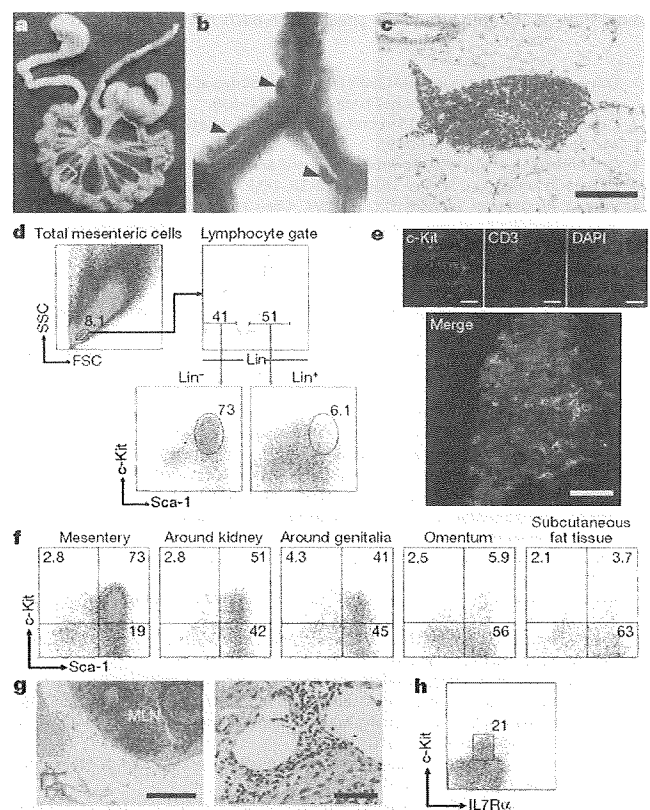 a
b
c
d Total mesenteric cells Lymphocyte gate
SSC
8.1
FSC
41 51
Lin
Lin⁻ Lin⁺
73 6.1
c-Kit
Sca-1
e
c-Kit CD3 DAPI
Merge
f Mesentery Around kidney Around genitalia Omentum Subcutaneous fat tissue
2.8 73 2.8 51 4.3 41 2.5 5.9 2.1 3.7
c-Kit
19 42 45 56 63
Sca-1
g
MLN
h
21
c-Kit
IL7Rα